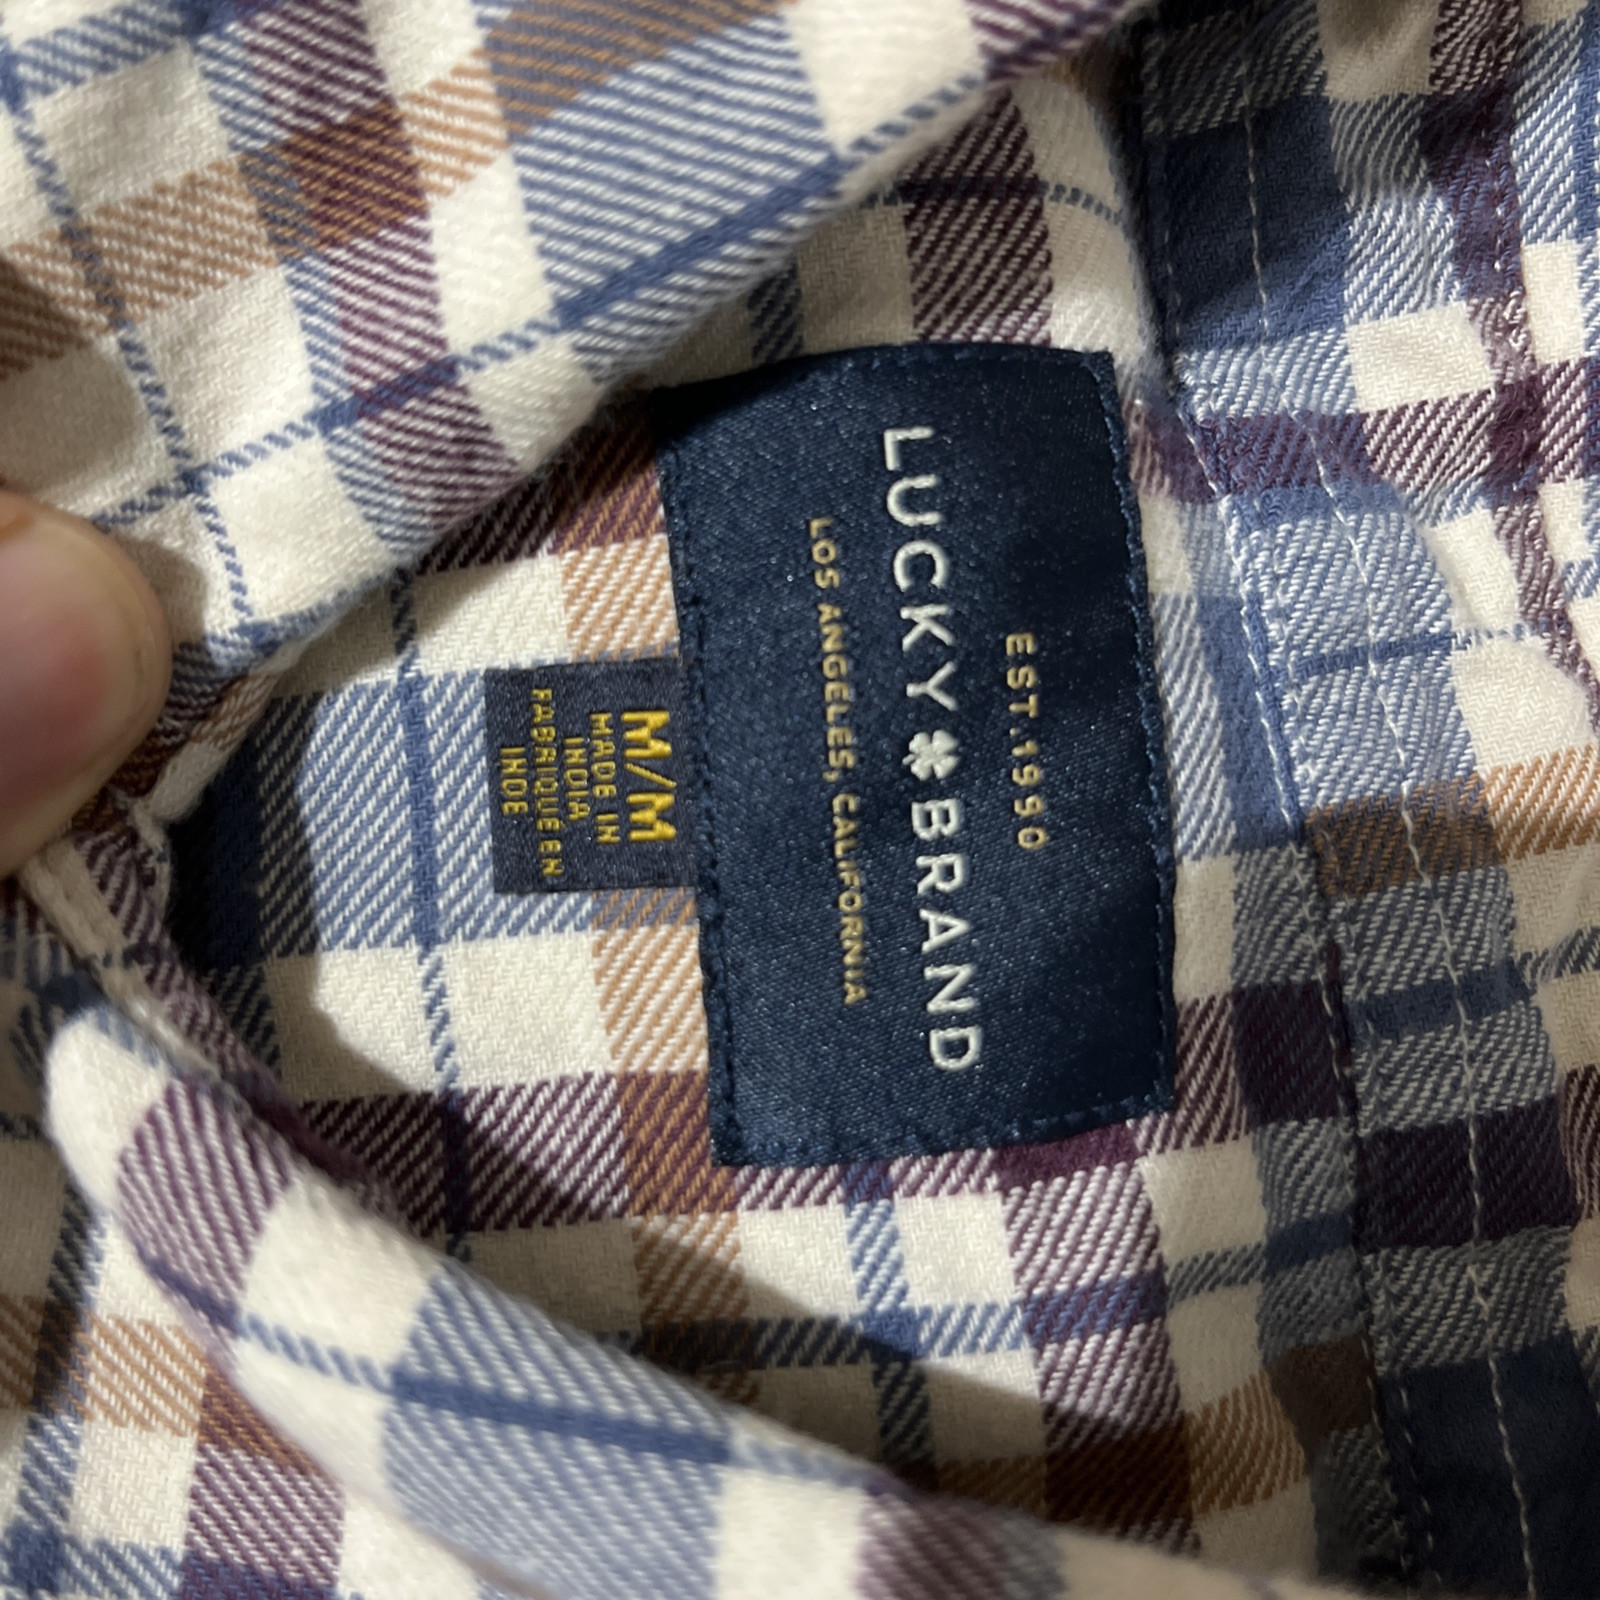 EST.1990
LUCKY BRAND
LOS ANGELES, CALIFORNIA
M/M
MADE IN
INDIA
FABRIQUE EN
INDE